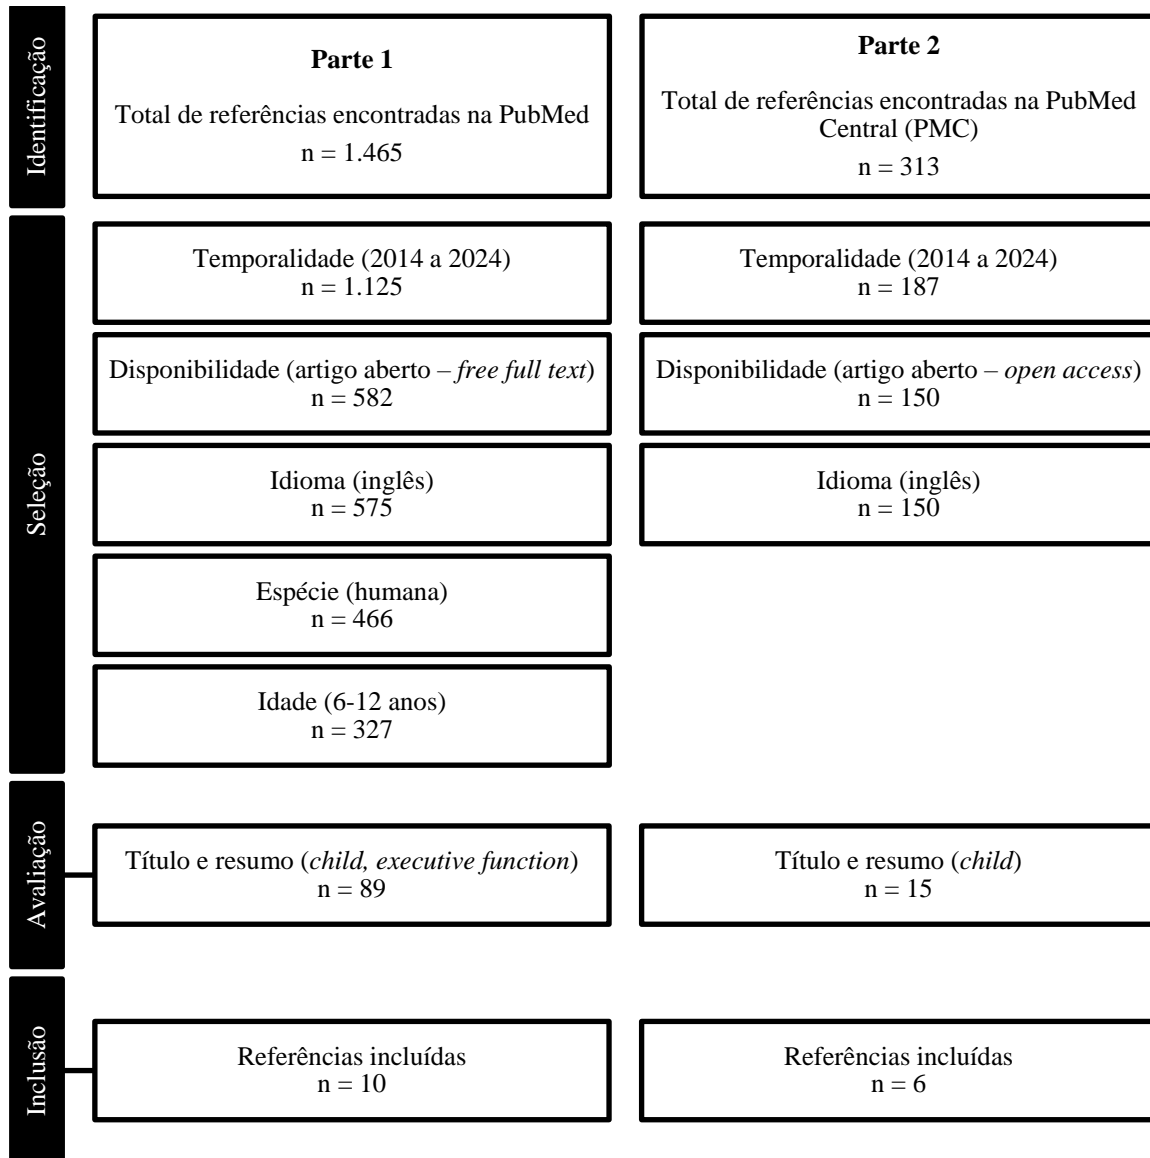 Identificação
Parte 1
Total de referências encontradas na PubMed
n = 1.465
Parte 2
Total de referências encontradas na PubMed
Central (PMC)
n = 313
Seleção
Temporalidade (2014 a 2024)
n = 1.125
Temporalidade (2014 a 2024)
n = 187
Disponibilidade (artigo aberto – free full text)
n = 582
Disponibilidade (artigo aberto – open access)
n = 150
Idioma (inglês)
n = 575
Idioma (inglês)
n = 150
Espécie (humana)
n = 466
Idade (6-12 anos)
n = 327
Avaliação
Título e resumo (child, executive function)
n = 89
Título e resumo (child)
n = 15
Inclusão
Referências incluídas
n = 10
Referências incluídas
n = 6